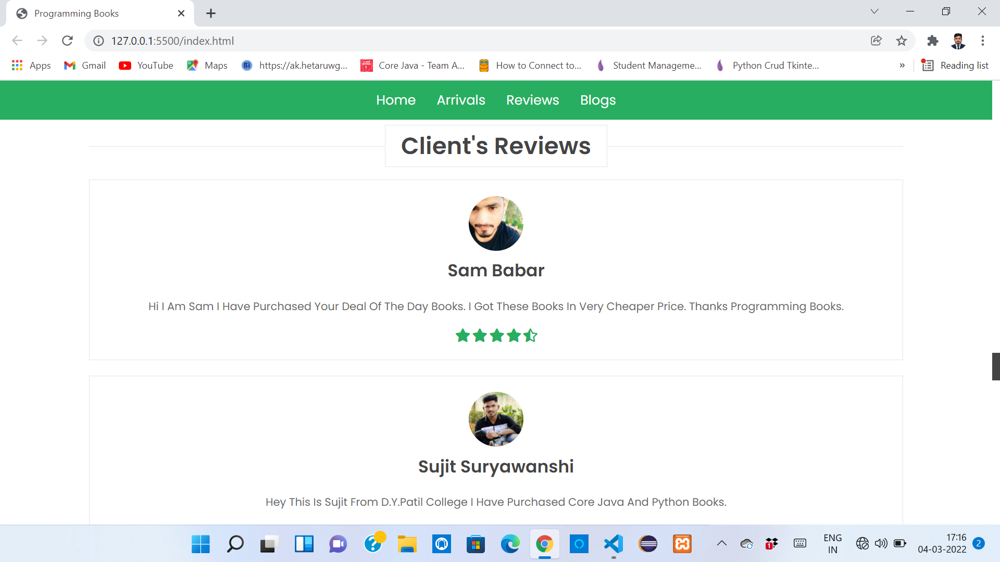 Programming Books
127.0.0.1:5500/index.html
Apps Gmail YouTube Maps Bi https://ak.hetaruwg... Core Java - Team A... How to Connect to... Student Manageme... Python Crud Tkinte... » Reading list
Home Arrivals Reviews Blogs
Client's Reviews
Sam Babar
Hi I Am Sam I Have Purchased Your Deal Of The Day Books. I Got These Books In Very Cheaper Price. Thanks Programming Books.
Sujit Suryawanshi
Hey This Is Sujit From D.Y.Patil College I Have Purchased Core Java And Python Books.
1
ENG
IN
17:16
04-03-2022
2